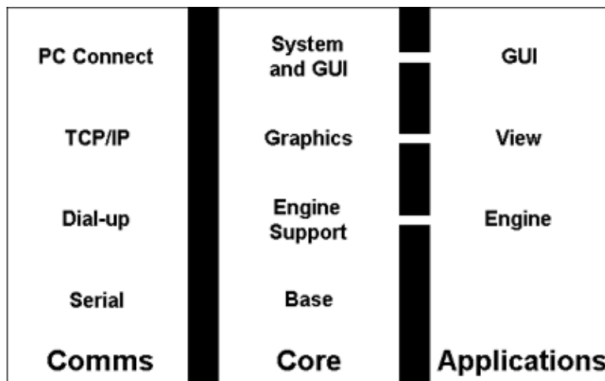 PC Connect
System
and GUI
GUI
TCP/IP
Graphics
View
Dial-up
Engine
Support
Engine
Serial
Base
Comms
Core
Applications